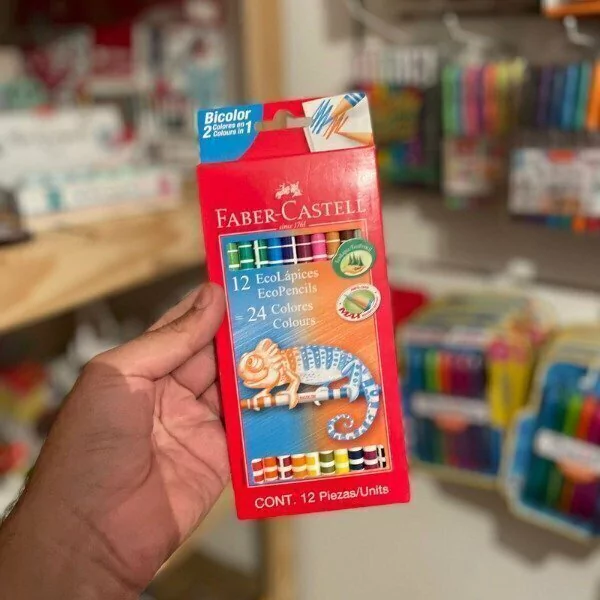 Bicolor
2 Colores en 1
Colours in 1
FABER-CASTELL
since 1761
12 EcoLápices
EcoPencils
= 24 Colores
Colours
CONT. 12 Piezas/Units